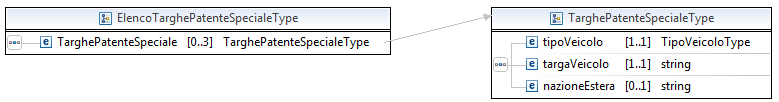 ElencoTarghePatenteSpecialeType
e TarghePatenteSpeciale [0..3] TarghePatenteSpecialeType
TarghePatenteSpecialeType
e tipoVeicolo [1..1] TipoVeicoloType
e targaVeicolo [1..1] string
e nazioneEstera [0..1] string